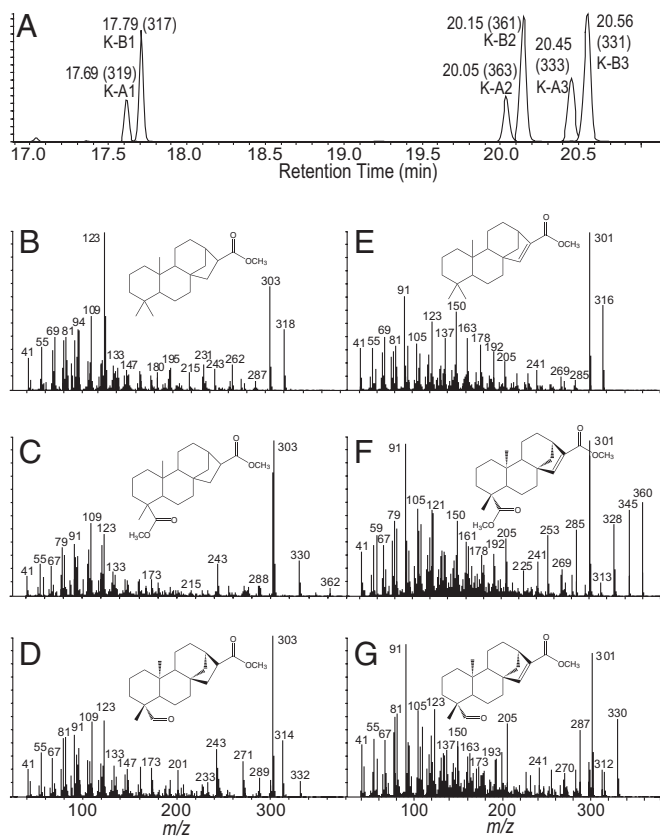 A
17.79 (317)
K-B1
17.69 (319)
K-A1
20.15 (361)
K-B2
20.05 (363)
K-A2
20.45
(333)
K-A3
20.56
(331)
K-B3
17.0 17.5 18.0 18.5 19.0 19.5 20.0 20.5
Retention Time (min)
B
123
303
318
109
69 81 94
41 55
133
147
180
195
215
231
243
262
287
O
OCH3
E
301
316
91
150
123
137
163
178
192
205
41 55 69 81 105
241
269
285
O
OCH3
C
303
109
123
79 91
41 55 67
133
173
215
243
288
330
362
O
OCH3
H3CO
O
F
301
91
360
345
328
285
253
205
105 121
150
161
178
192
225
241
269
313
41 59 67 79
O
OCH3
H3CO
O
D
303
123
109
91
81
41 55 67
133
147
173
201
233
243
271
289
314
332
O
OCH3
O
G
91
301
330
287
205
312
270
241
193
173
163
150
137
123
105
81
67
55
41
O
OCH3
O
100 200 300
m/z
100 200 300
m/z